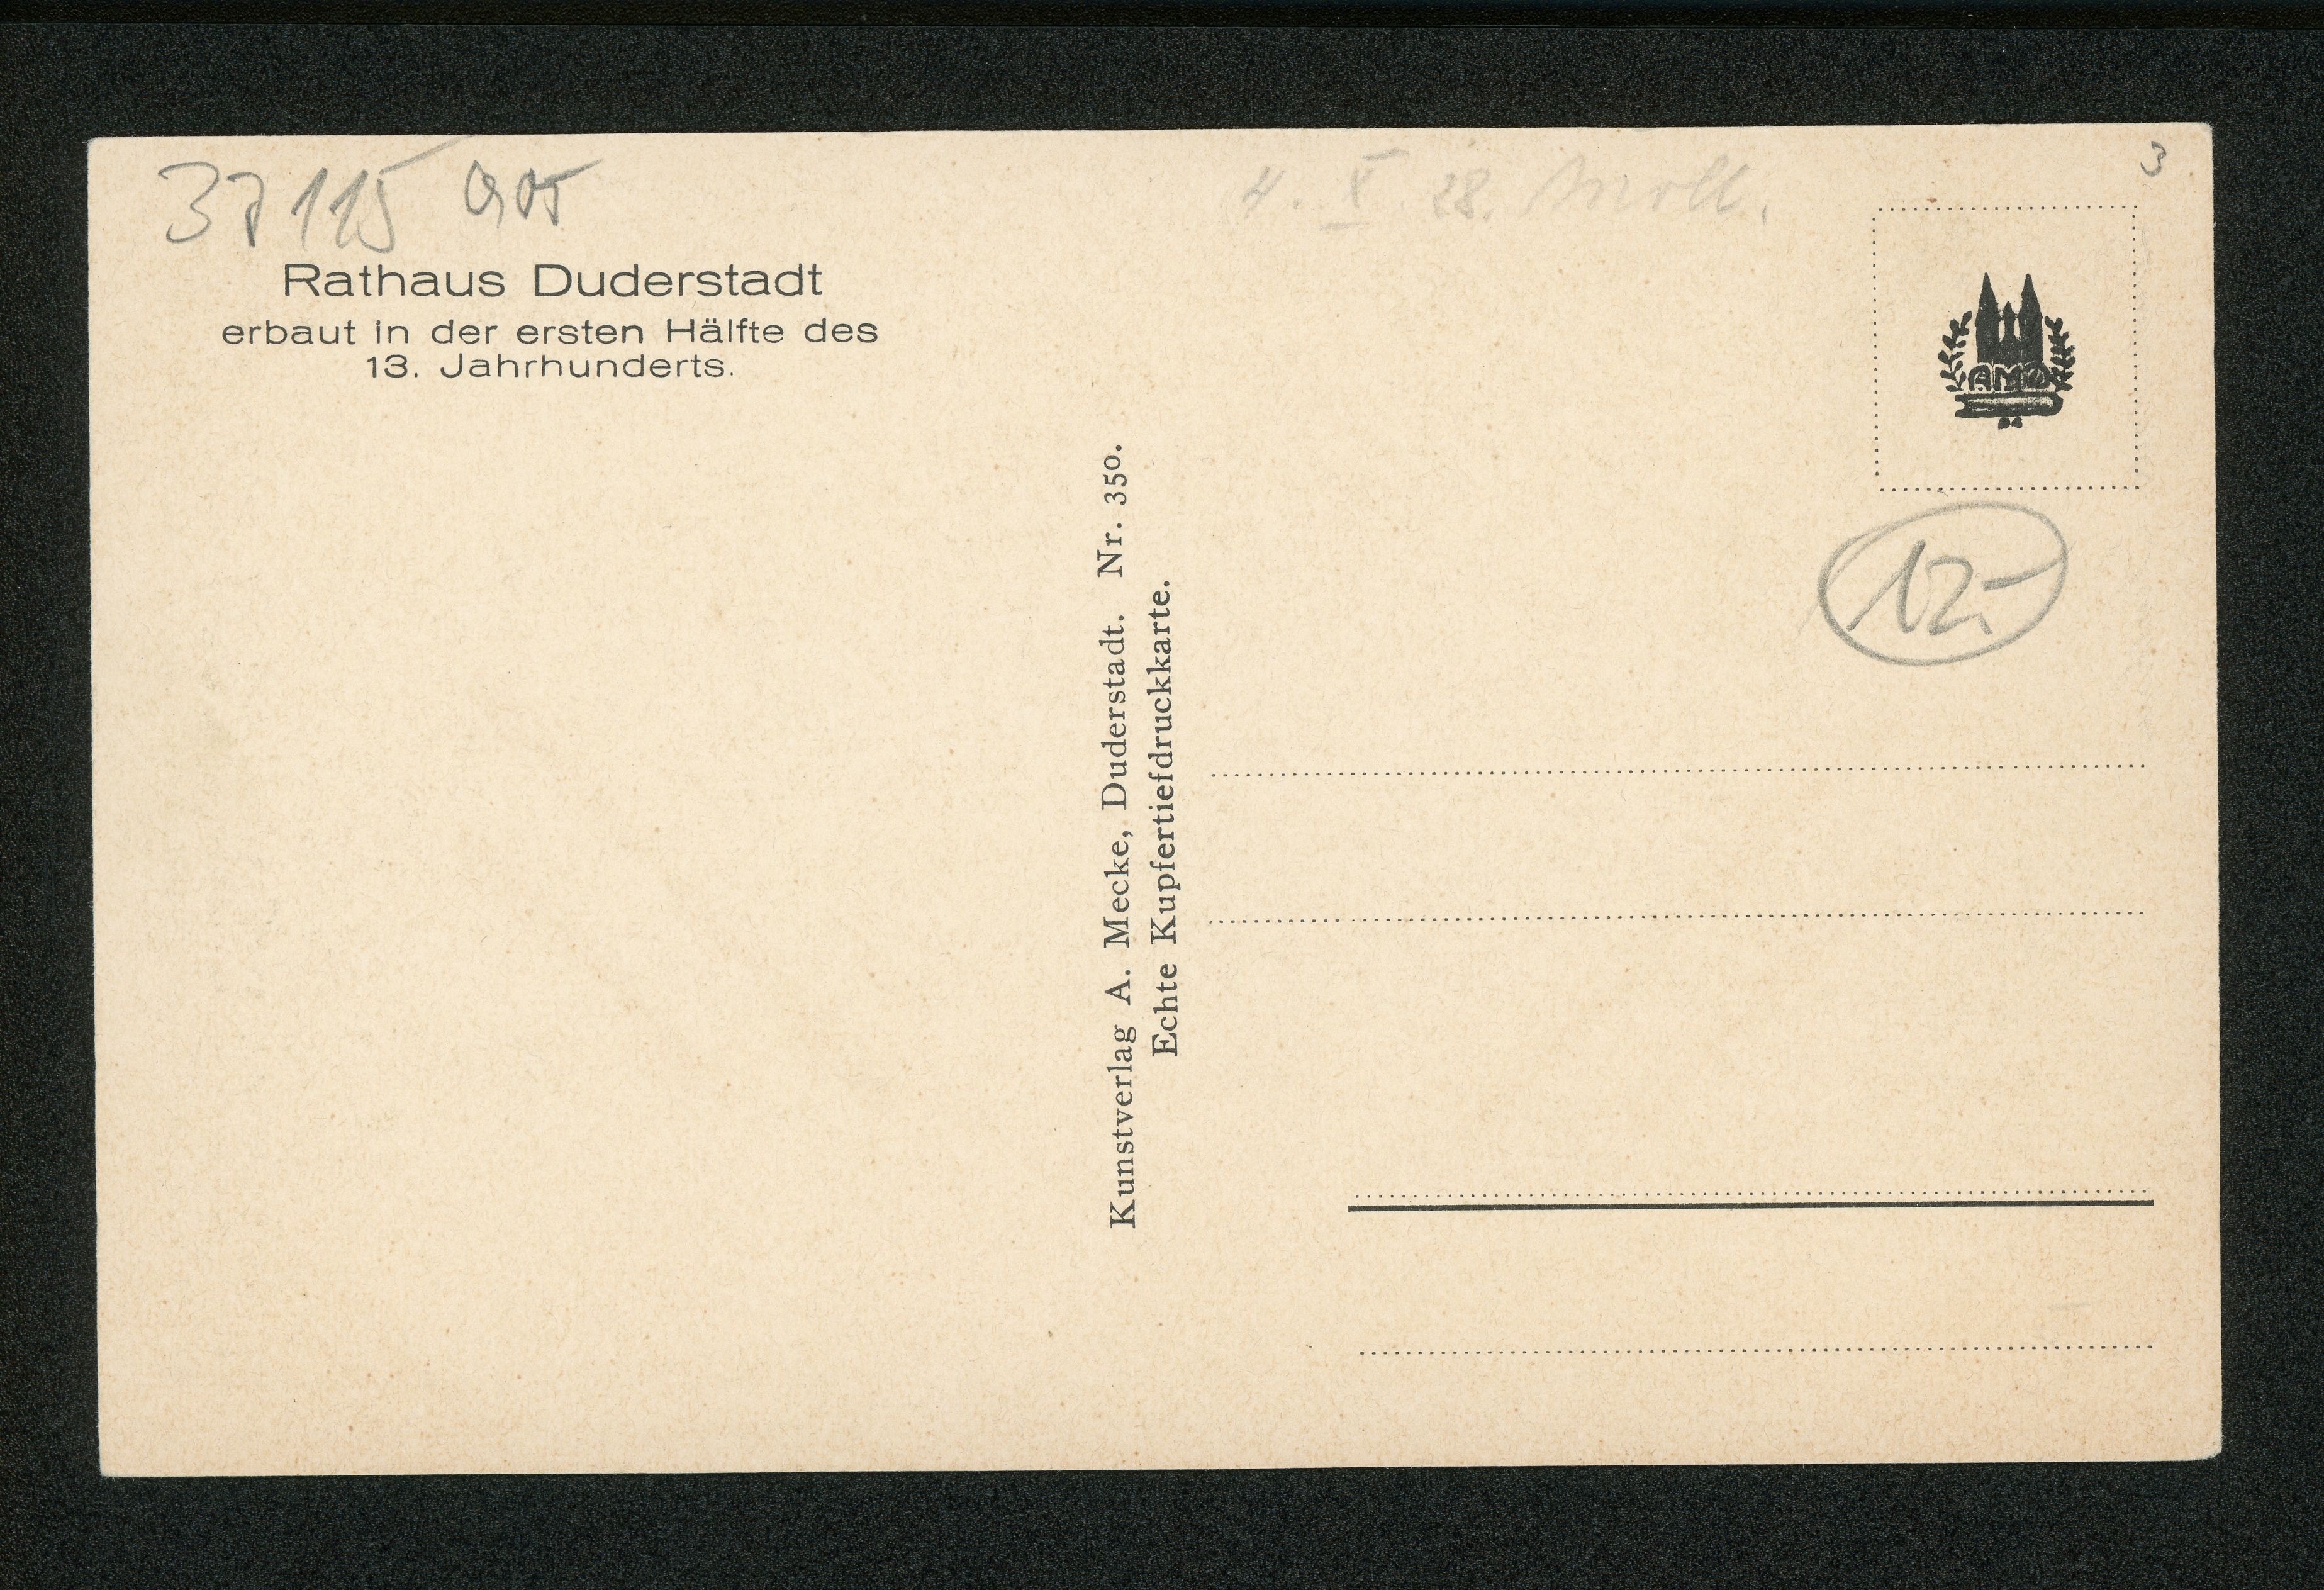 37115 Göt
4. X. 28.
3
Rathaus Duderstadt
erbaut in der ersten Hälfte des
13. Jahrhunderts.
AMD
12.-
Kunstverlag A. Mecke, Duderstadt. Nr. 350.
Echte Kupfertiefdruckkarte.